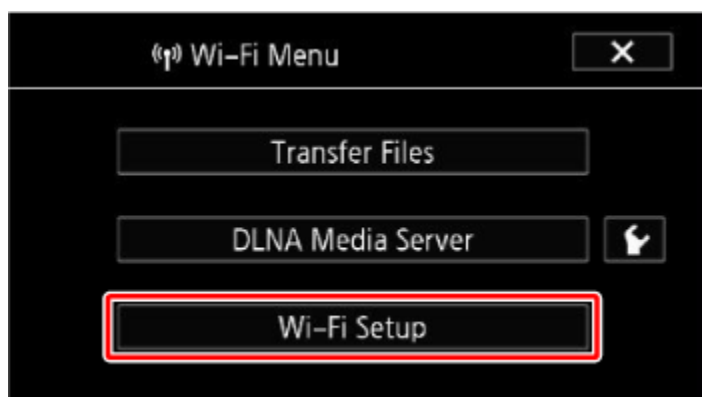 Wi-Fi Menu
Transfer Files
DLNA Media Server
Wi-Fi Setup